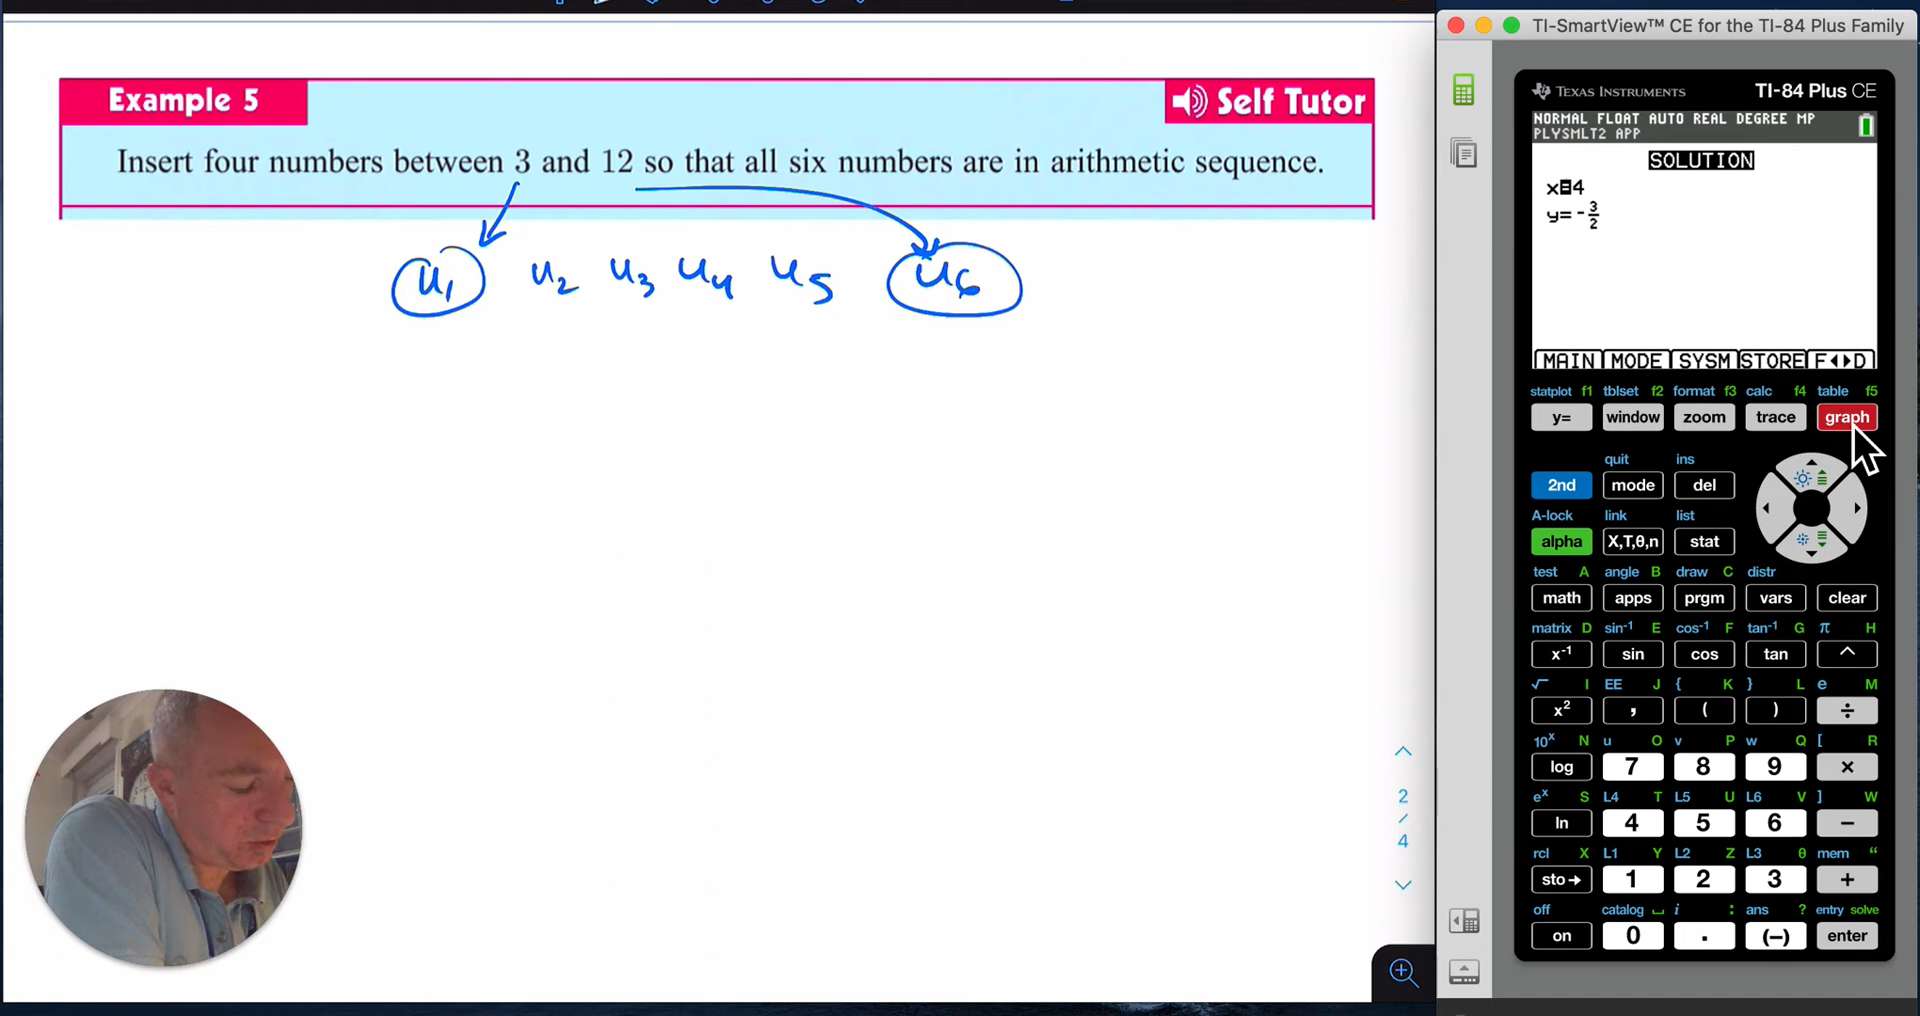 Example 5
Self Tutor
Insert four numbers between 3 and 12 so that all six numbers are in arithmetic sequence.
u1 u2 u3 u4 u5 u6
2
/
4
TI-SmartView™ CE for the TI-84 Plus Family
TEXAS INSTRUMENTS TI-84 Plus CE
NORMAL FLOAT AUTO REAL DEGREE MP
PLYSMLT2 APP
SOLUTION
x=4
y=-3/2
MAIN MODE SYSM STORE F◄►D
statplot f1 tblset f2 format f3 calc f4 table f5
y= window zoom trace graph
quit ins
2nd mode del
A-lock link list
alpha X,T,θ,n stat
test A angle B draw C distr
math apps prgm vars clear
matrix D sin-1 E cos-1 F tan-1 G π H
x-1 sin cos tan ^
√ I EE J { K } L e M
x2 , ( ) ÷
10x N u O v P w Q [ R
log 7 8 9 ×
ex S L4 T L5 U L6 V ] W
ln 4 5 6 −
rcl X L1 Y L2 Z L3 θ mem “
sto→ 1 2 3 +
off catalog ⎵ i : ans ? entry solve
on 0 . (−) enter